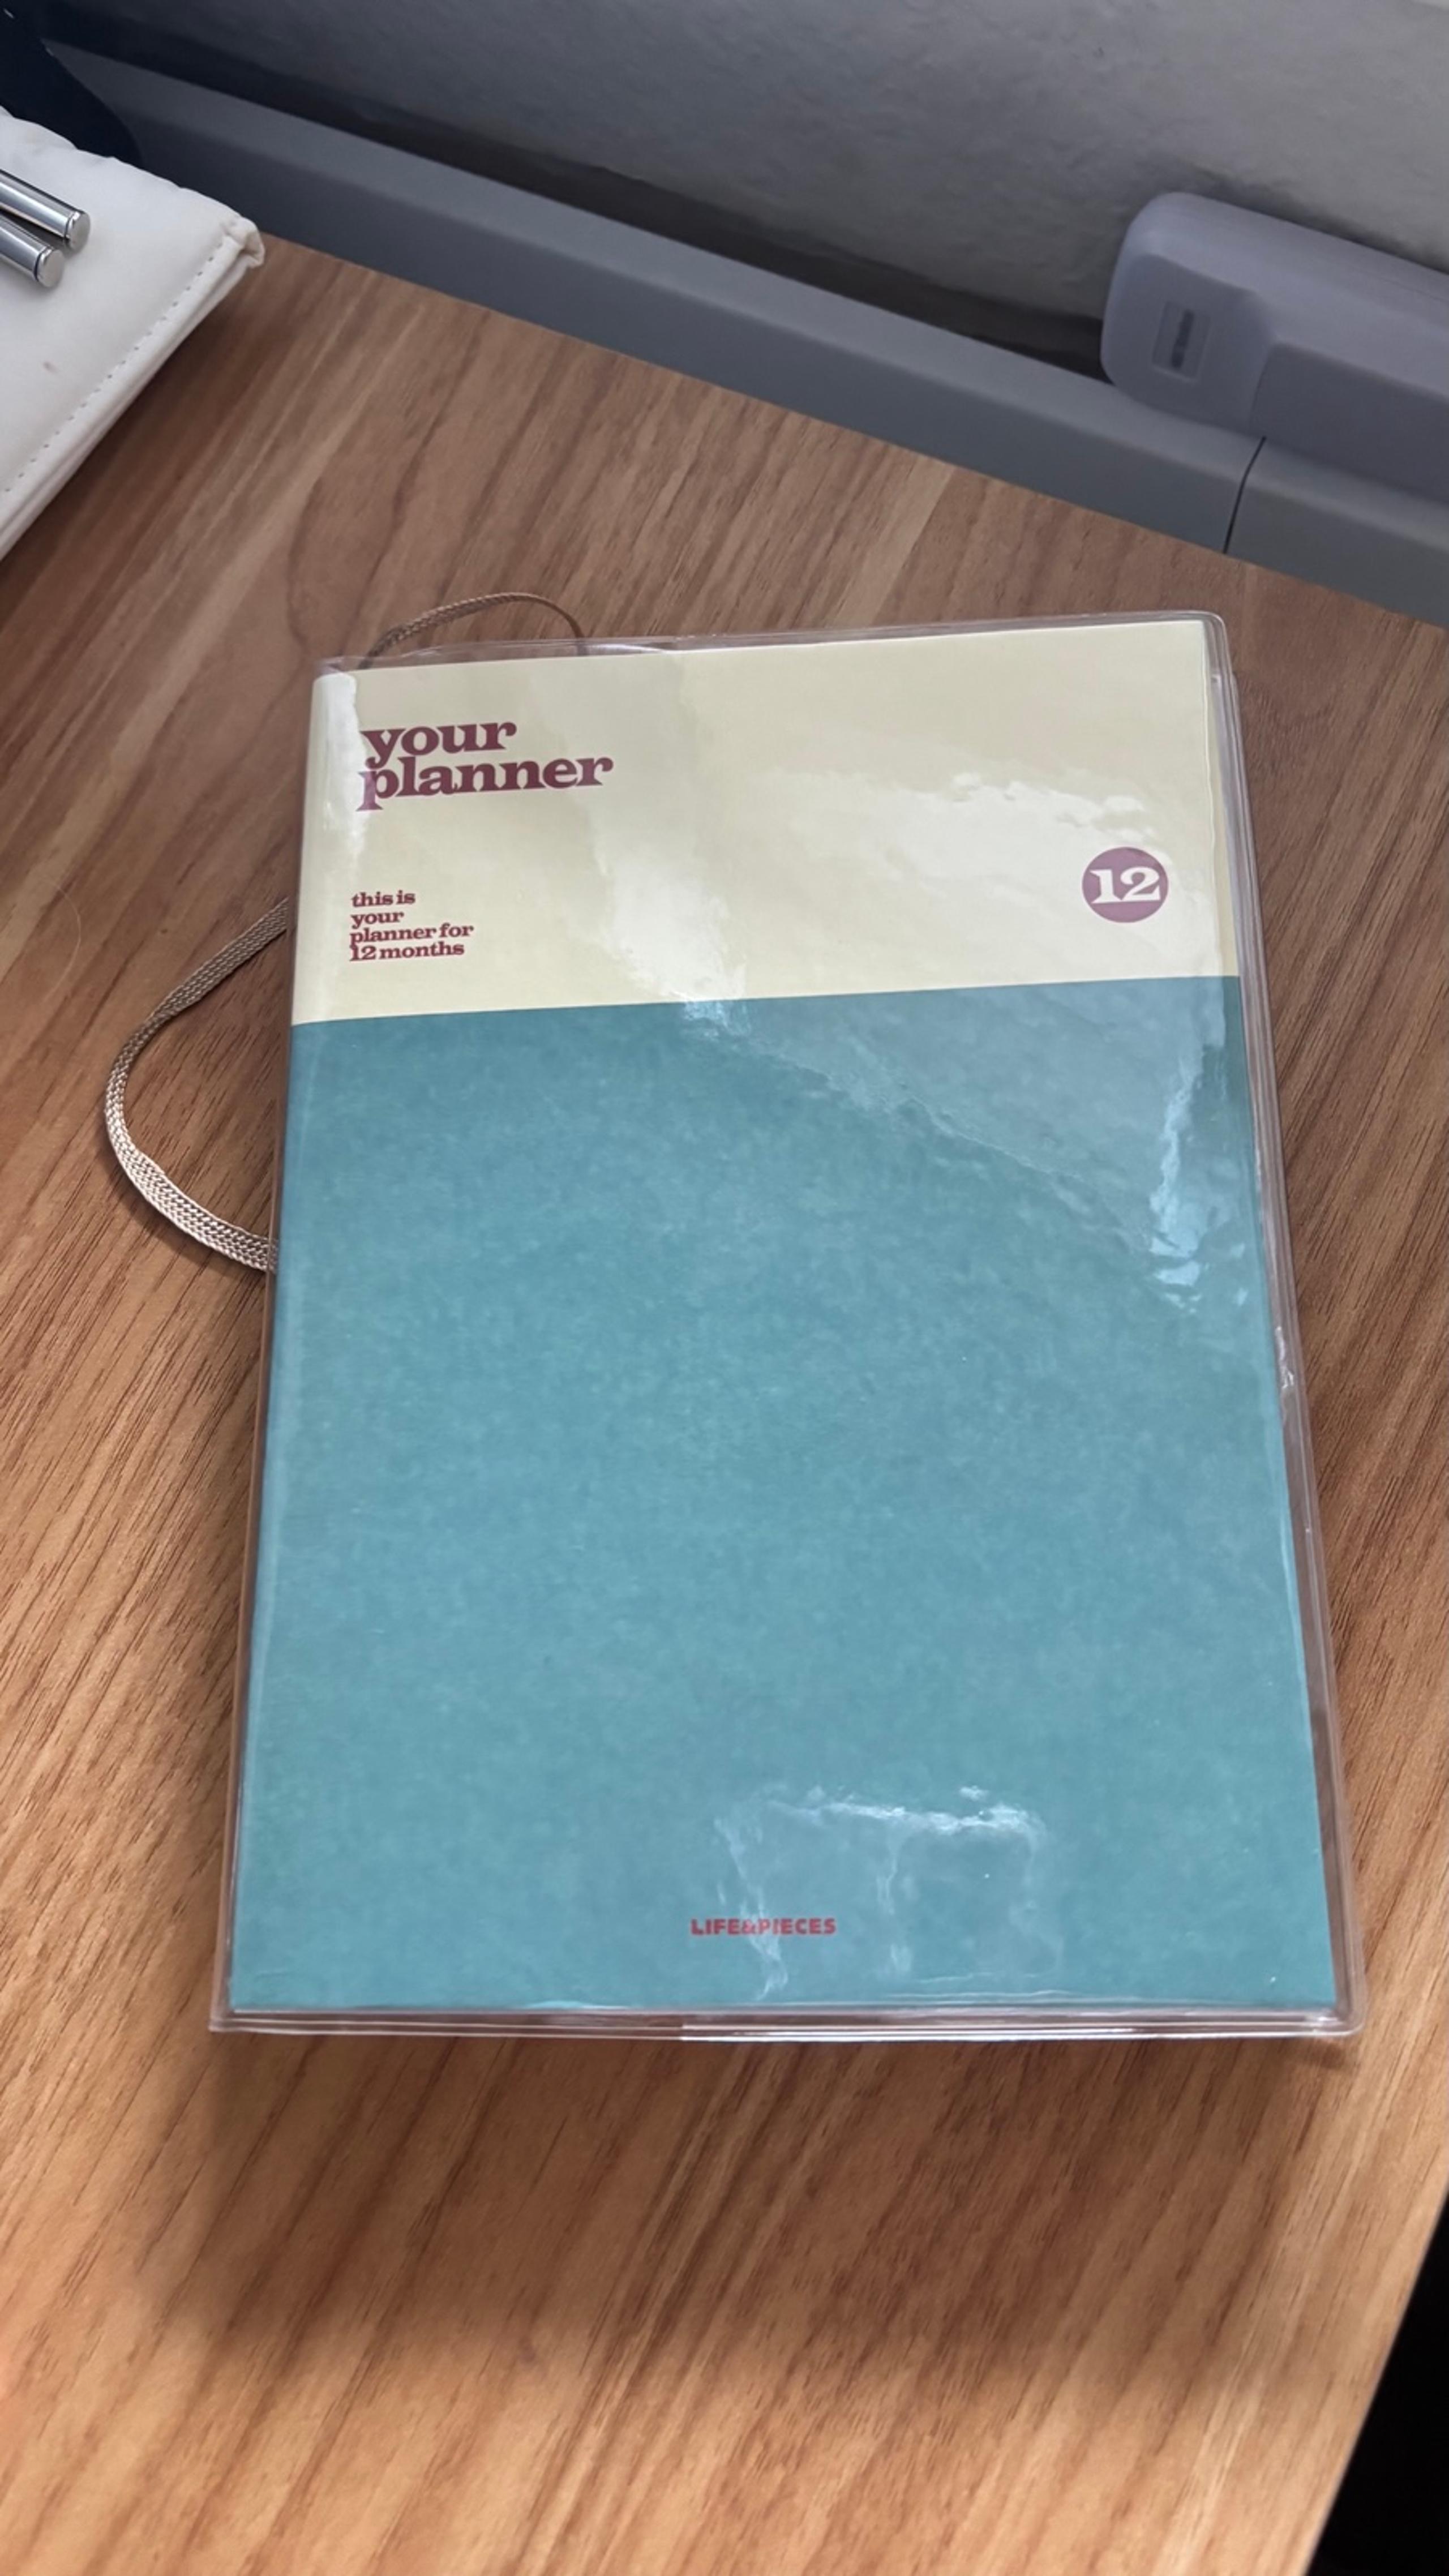 your
planner
12
this is
your
planner for
12 months
LIFE&PIECES